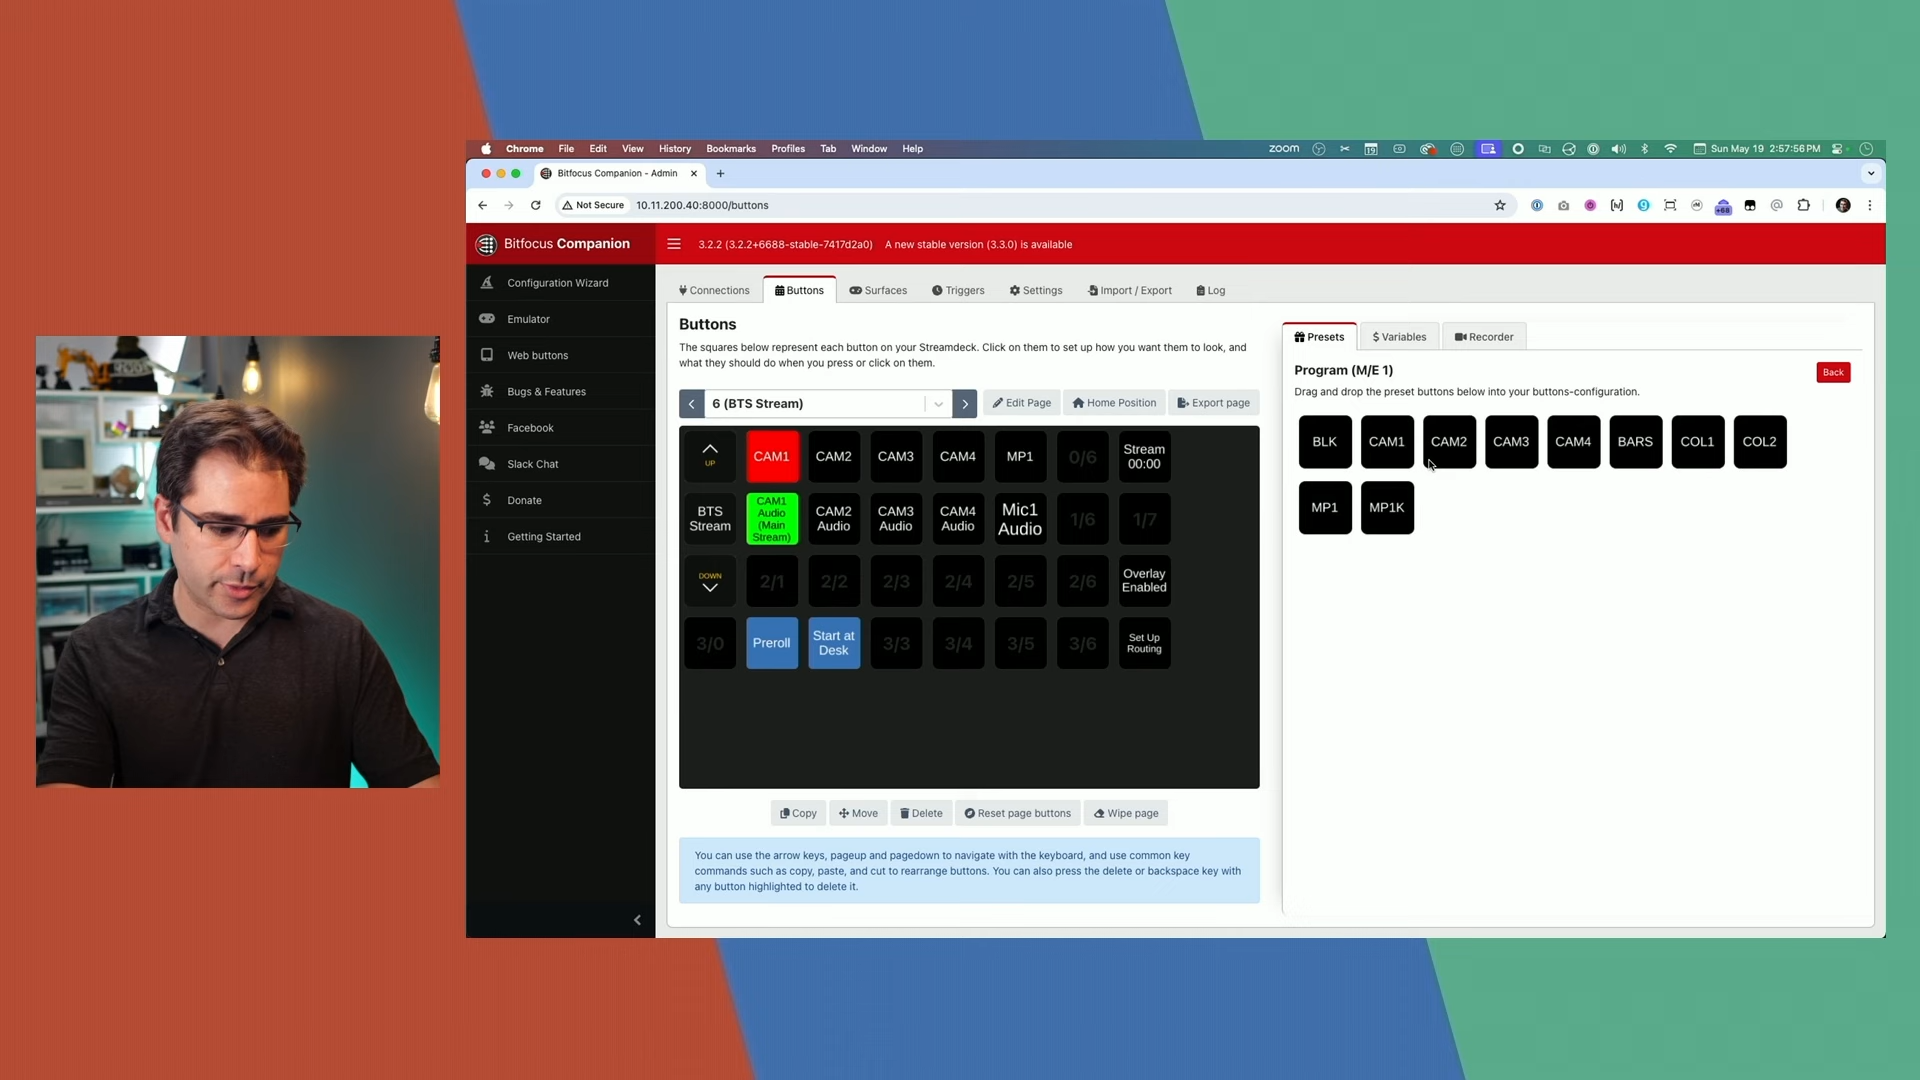 Chrome File Edit View History Bookmarks Profiles Tab Window Help
zoom
Sun May 19 2:57:56 PM
Bitfocus Companion - Admin
Not Secure 10.11.200.40:8000/buttons
Bitfocus Companion
3.2.2 (3.2.2+6688-stable-7417d2a0) A new stable version (3.3.0) is available
Configuration Wizard
Emulator
Web buttons
Bugs & Features
Facebook
Slack Chat
Donate
Getting Started
Connections Buttons Surfaces Triggers Settings Import / Export Log
Buttons
The squares below represent each button on your Streamdeck. Click on them to set up how you want them to look, and
what they should do when you press or click on them.
6 (BTS Stream)
Edit Page Home Position Export page
UP
CAM1 CAM2 CAM3 CAM4 MP1 0/6
Stream
00:00
BTS
Stream
CAM1
Audio
(Main
Stream)
CAM2
Audio
CAM3
Audio
CAM4
Audio
Mic1
Audio
1/6 1/7
DOWN
2/1 2/2 2/3 2/4 2/5 2/6
Overlay
Enabled
3/0
Preroll
Start at
Desk
3/3 3/4 3/5 3/6
Set Up
Routing
Copy Move Delete Reset page buttons Wipe page
You can use the arrow keys, pageup and pagedown to navigate with the keyboard, and use common key
commands such as copy, paste, and cut to rearrange buttons. You can also press the delete or backspace key with
any button highlighted to delete it.
Presets Variables Recorder
Program (M/E 1)
Back
Drag and drop the preset buttons below into your buttons-configuration.
BLK CAM1 CAM2 CAM3 CAM4 BARS COL1 COL2
MP1 MP1K